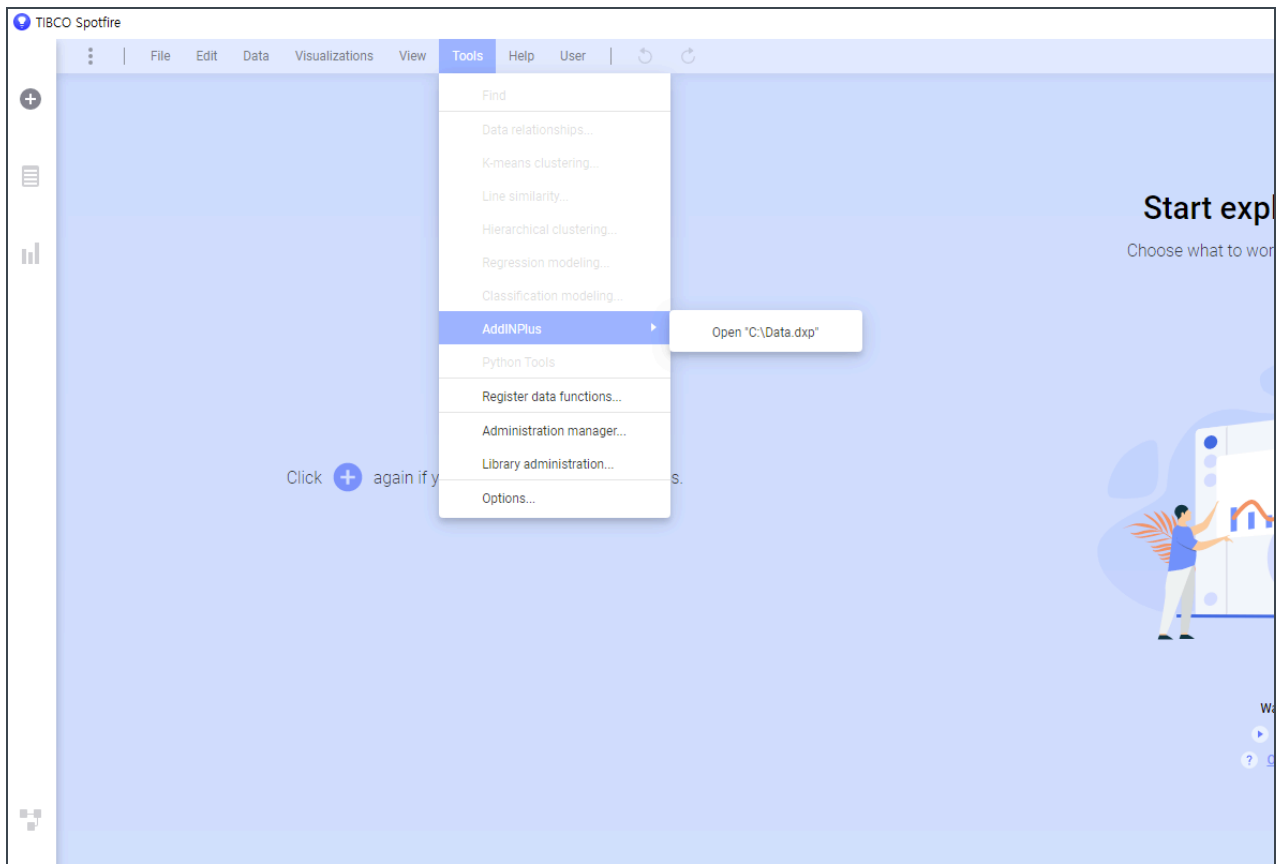 TIBCO Spotfire
File Edit Data Visualizations View Tools Help User
Find
Data relationships...
K-means clustering...
Line similarity...
Hierarchical clustering...
Regression modeling...
Classification modeling...
AddINPlus
Open "C:\Data.dxp"
Python Tools
Register data functions...
Administration manager...
Library administration...
Options...
Click again if y s.
Start expl
Choose what to wor
Wa
?